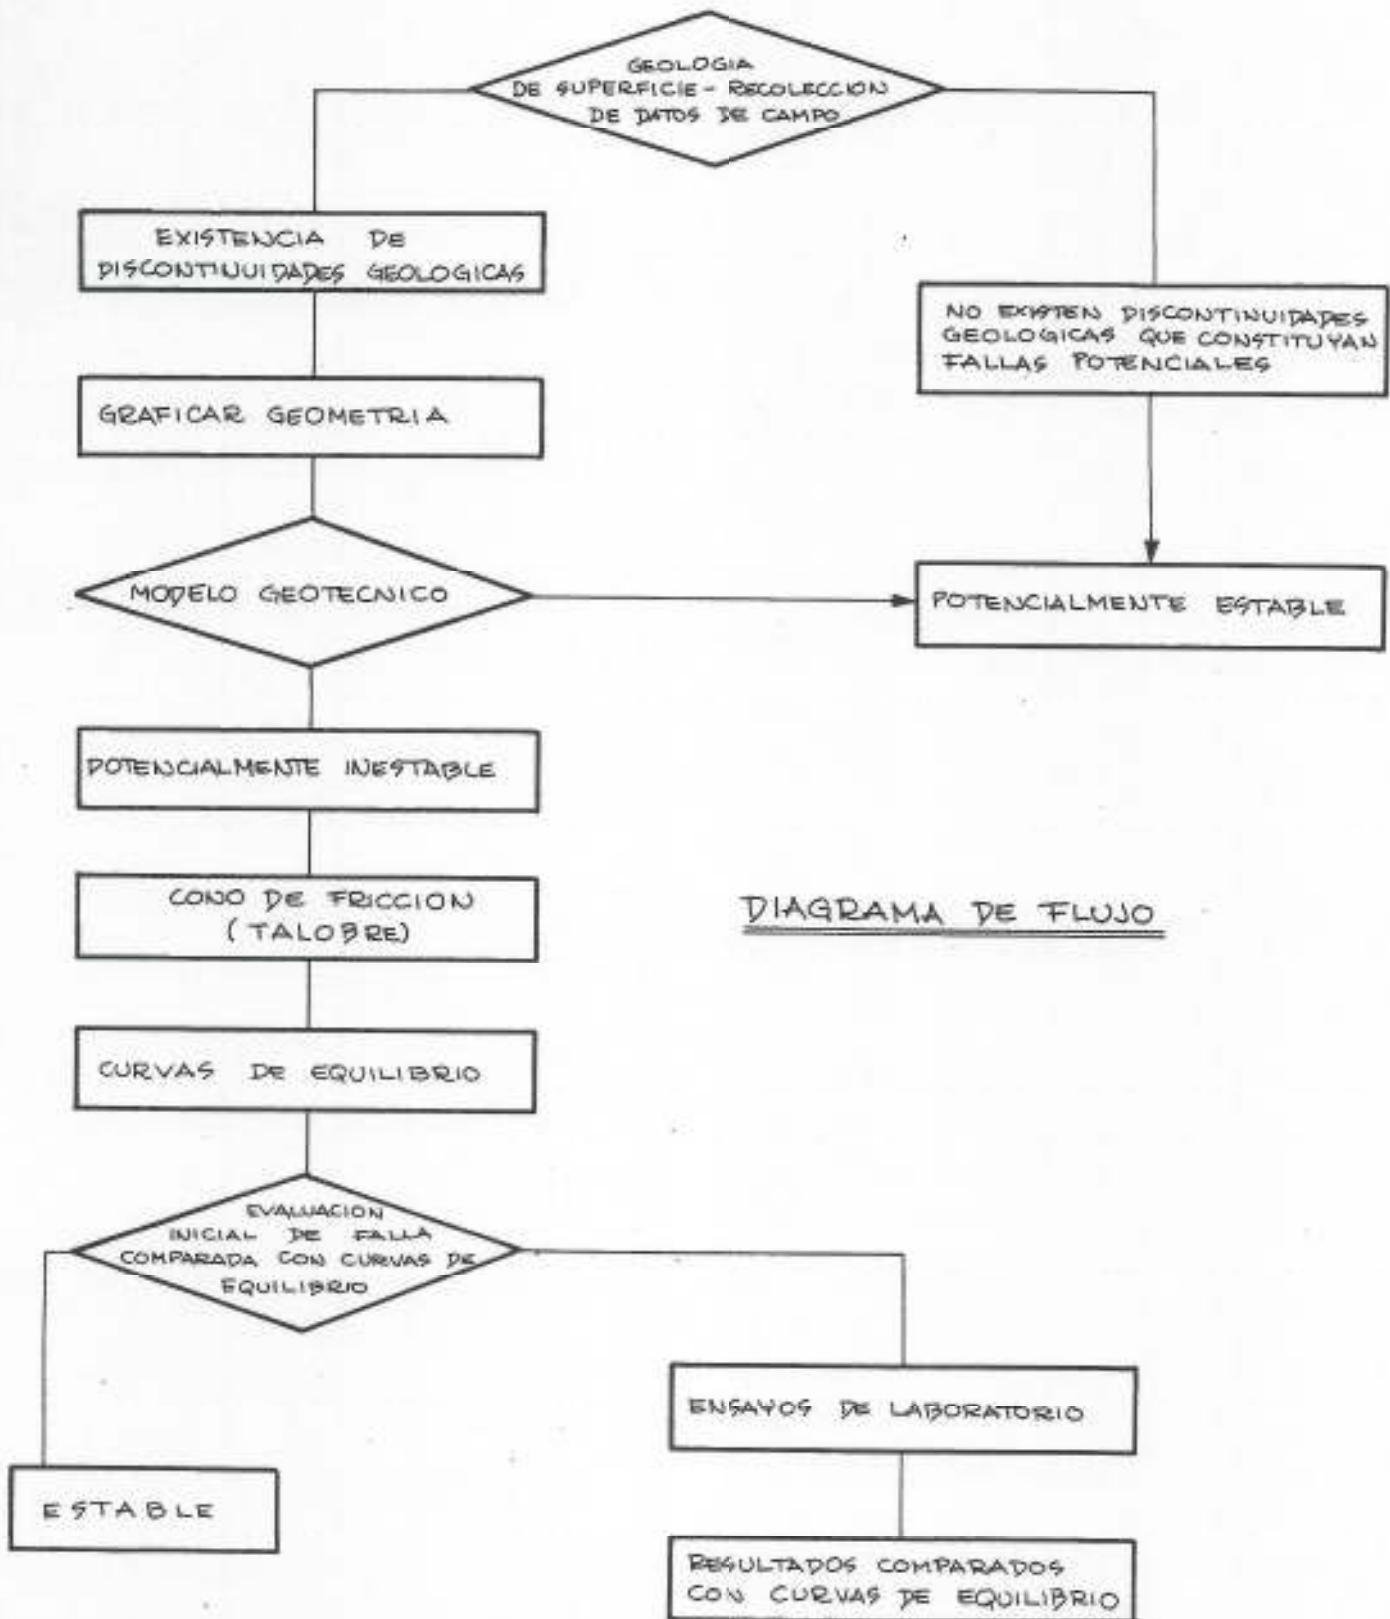 GEOLOGIA
DE SUPERFICIE - RECOLECCION
DE DATOS DE CAMPO
EXISTENCIA DE
DISCONTINUIDADES GEOLOGICAS
NO EXISTEN DISCONTINUIDADES
GEOLOGICAS QUE CONSTITUYAN
FALLAS POTENCIALES
GRAFICAR GEOMETRIA
MODELO GEOTECNICO
POTENCIALMENTE ESTABLE
POTENCIALMENTE INESTABLE
CONO DE FRICCION
(TALOBRE)
DIAGRAMA DE FLUJO
CURVAS DE EQUILIBRIO
EVALUACION
INICIAL DE FALLA
COMPARADA CON CURVAS DE
EQUILIBRIO
ENSAYOS DE LABORATORIO
ESTABLE
RESULTADOS COMPARADOS
CON CURVAS DE EQUILIBRIO